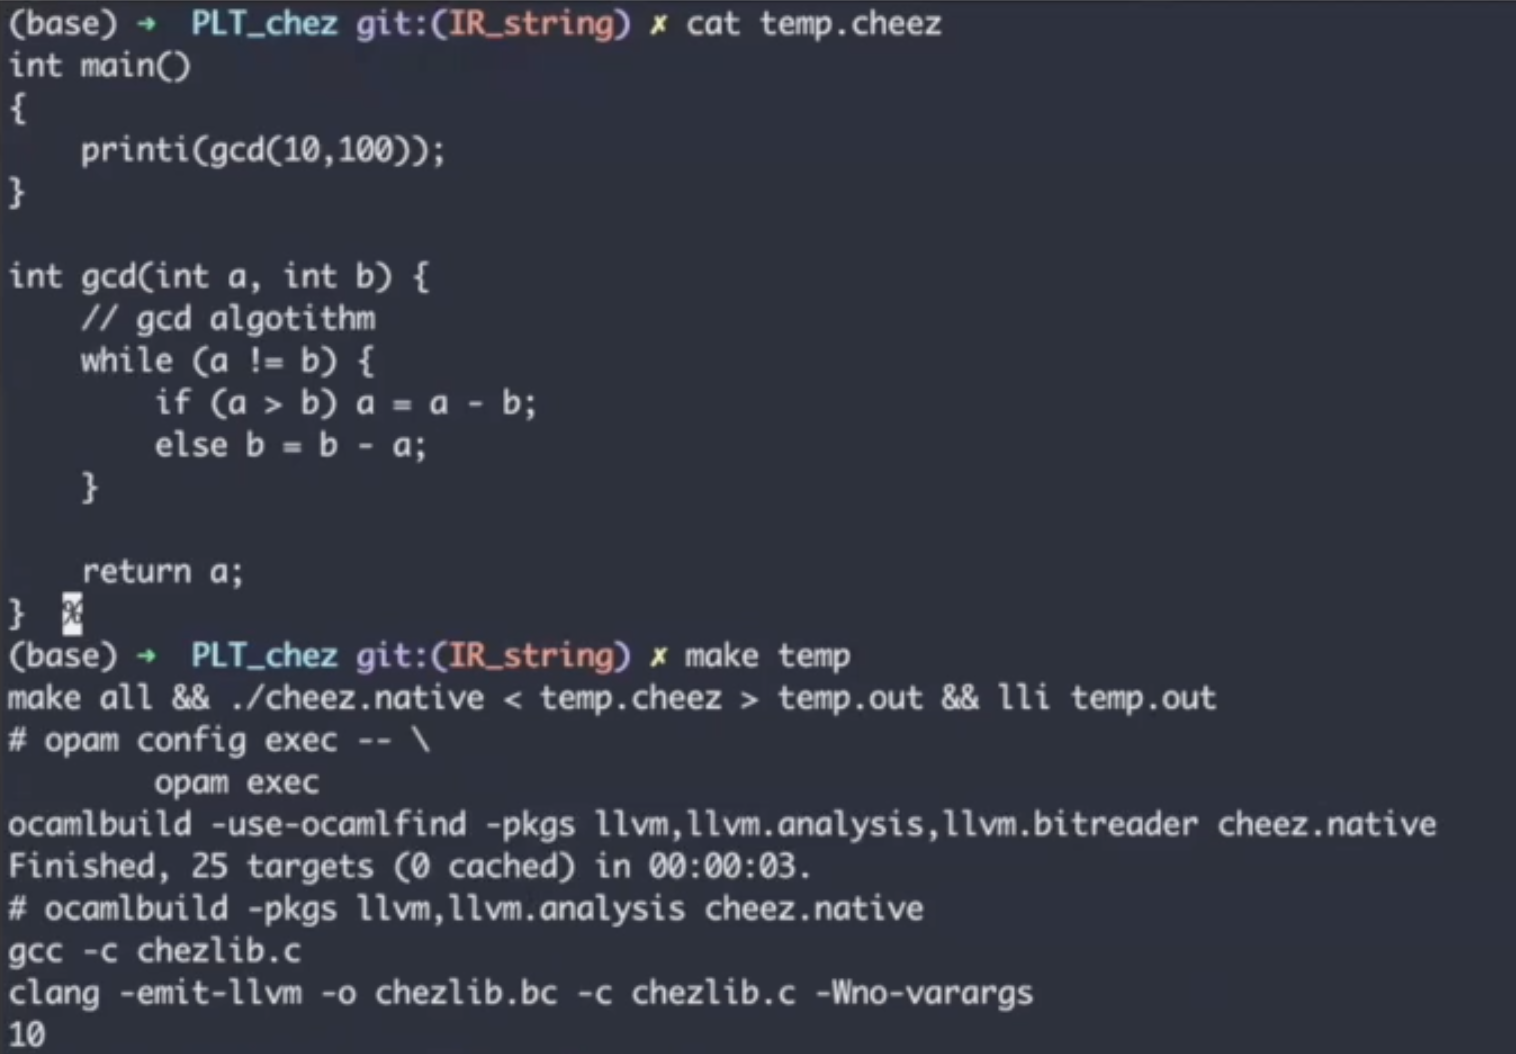 (base) → PLT_chez git:(IR_string) ✗ cat temp.cheez
int main()
{
    printi(gcd(10,100));
}

int gcd(int a, int b) {
    // gcd algotithm
    while (a != b) {
        if (a > b) a = a - b;
        else b = b - a;
    }

    return a;
}  %
(base) → PLT_chez git:(IR_string) ✗ make temp
make all && ./cheez.native < temp.cheez > temp.out && lli temp.out
# opam config exec -- \
        opam exec
ocamlbuild -use-ocamlfind -pkgs llvm,llvm.analysis,llvm.bitreader cheez.native
Finished, 25 targets (0 cached) in 00:00:03.
# ocamlbuild -pkgs llvm,llvm.analysis cheez.native
gcc -c chezlib.c
clang -emit-llvm -o chezlib.bc -c chezlib.c -Wno-varargs
10